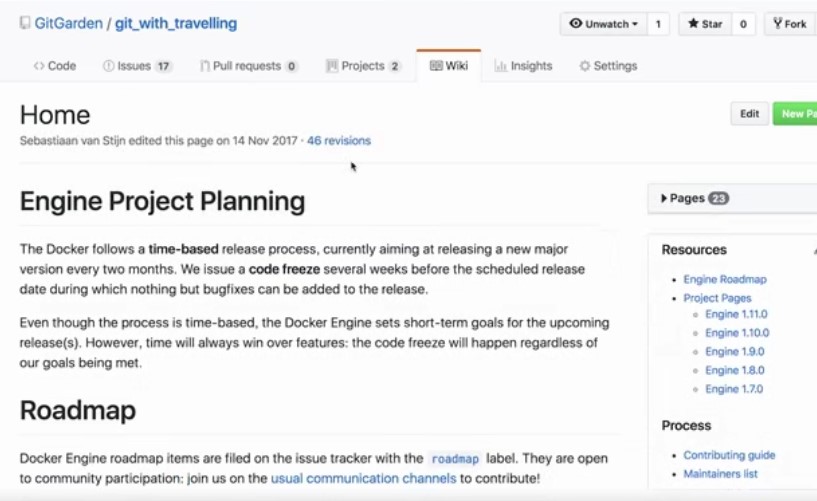 GitGarden / git_with_travelling
Unwatch 1 Star 0 Fork
Code Issues 17 Pull requests 0 Projects 2 Wiki Insights Settings
Home
Edit
Sebastiaan van Stijn edited this page on 14 Nov 2017 · 46 revisions
Engine Project Planning
The Docker follows a time-based release process, currently aiming at releasing a new major
version every two months. We issue a code freeze several weeks before the scheduled release
date during which nothing but bugfixes can be added to the release.
Even though the process is time-based, the Docker Engine sets short-term goals for the upcoming
release(s). However, time will always win over features: the code freeze will happen regardless of
our goals being met.
Roadmap
Docker Engine roadmap items are filed on the issue tracker with the roadmap label. They are open
to community participation: join us on the usual communication channels to contribute!
New Pa
Pages 23
Resources
Engine Roadmap
Project Pages
Engine 1.11.0
Engine 1.10.0
Engine 1.9.0
Engine 1.8.0
Engine 1.7.0
Process
Contributing guide
Maintainers list